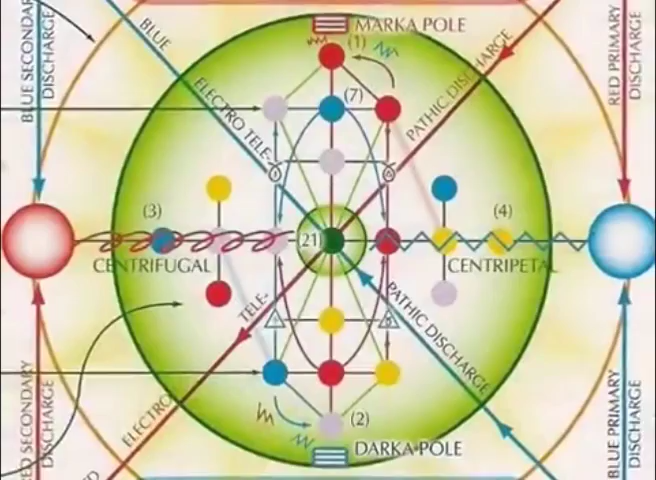 BLUE SECONDARY
DISCHARGE
BLUE
ELECTRO TELE-
PATHIC DISCHARGE
MARKA POLE
(1)
(7)
RED PRIMARY
DISCHARGE
(3)
CENTRIFUGAL
(21)
(4)
CENTRIPETAL
TELE-
ELECTRO
PATHIC DISCHARGE
(2)
DARKA POLE
RED SECONDARY
DISCHARGE
BLUE PRIMARY
DISCHARGE